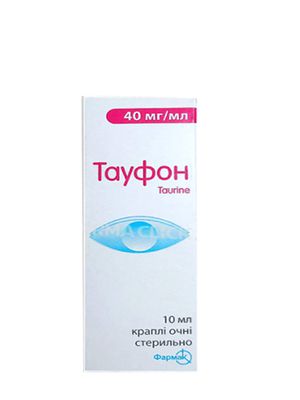 40 мг/мл
Тауфон
Taurine
10 мл
краплі очні
стерильно
Фармак